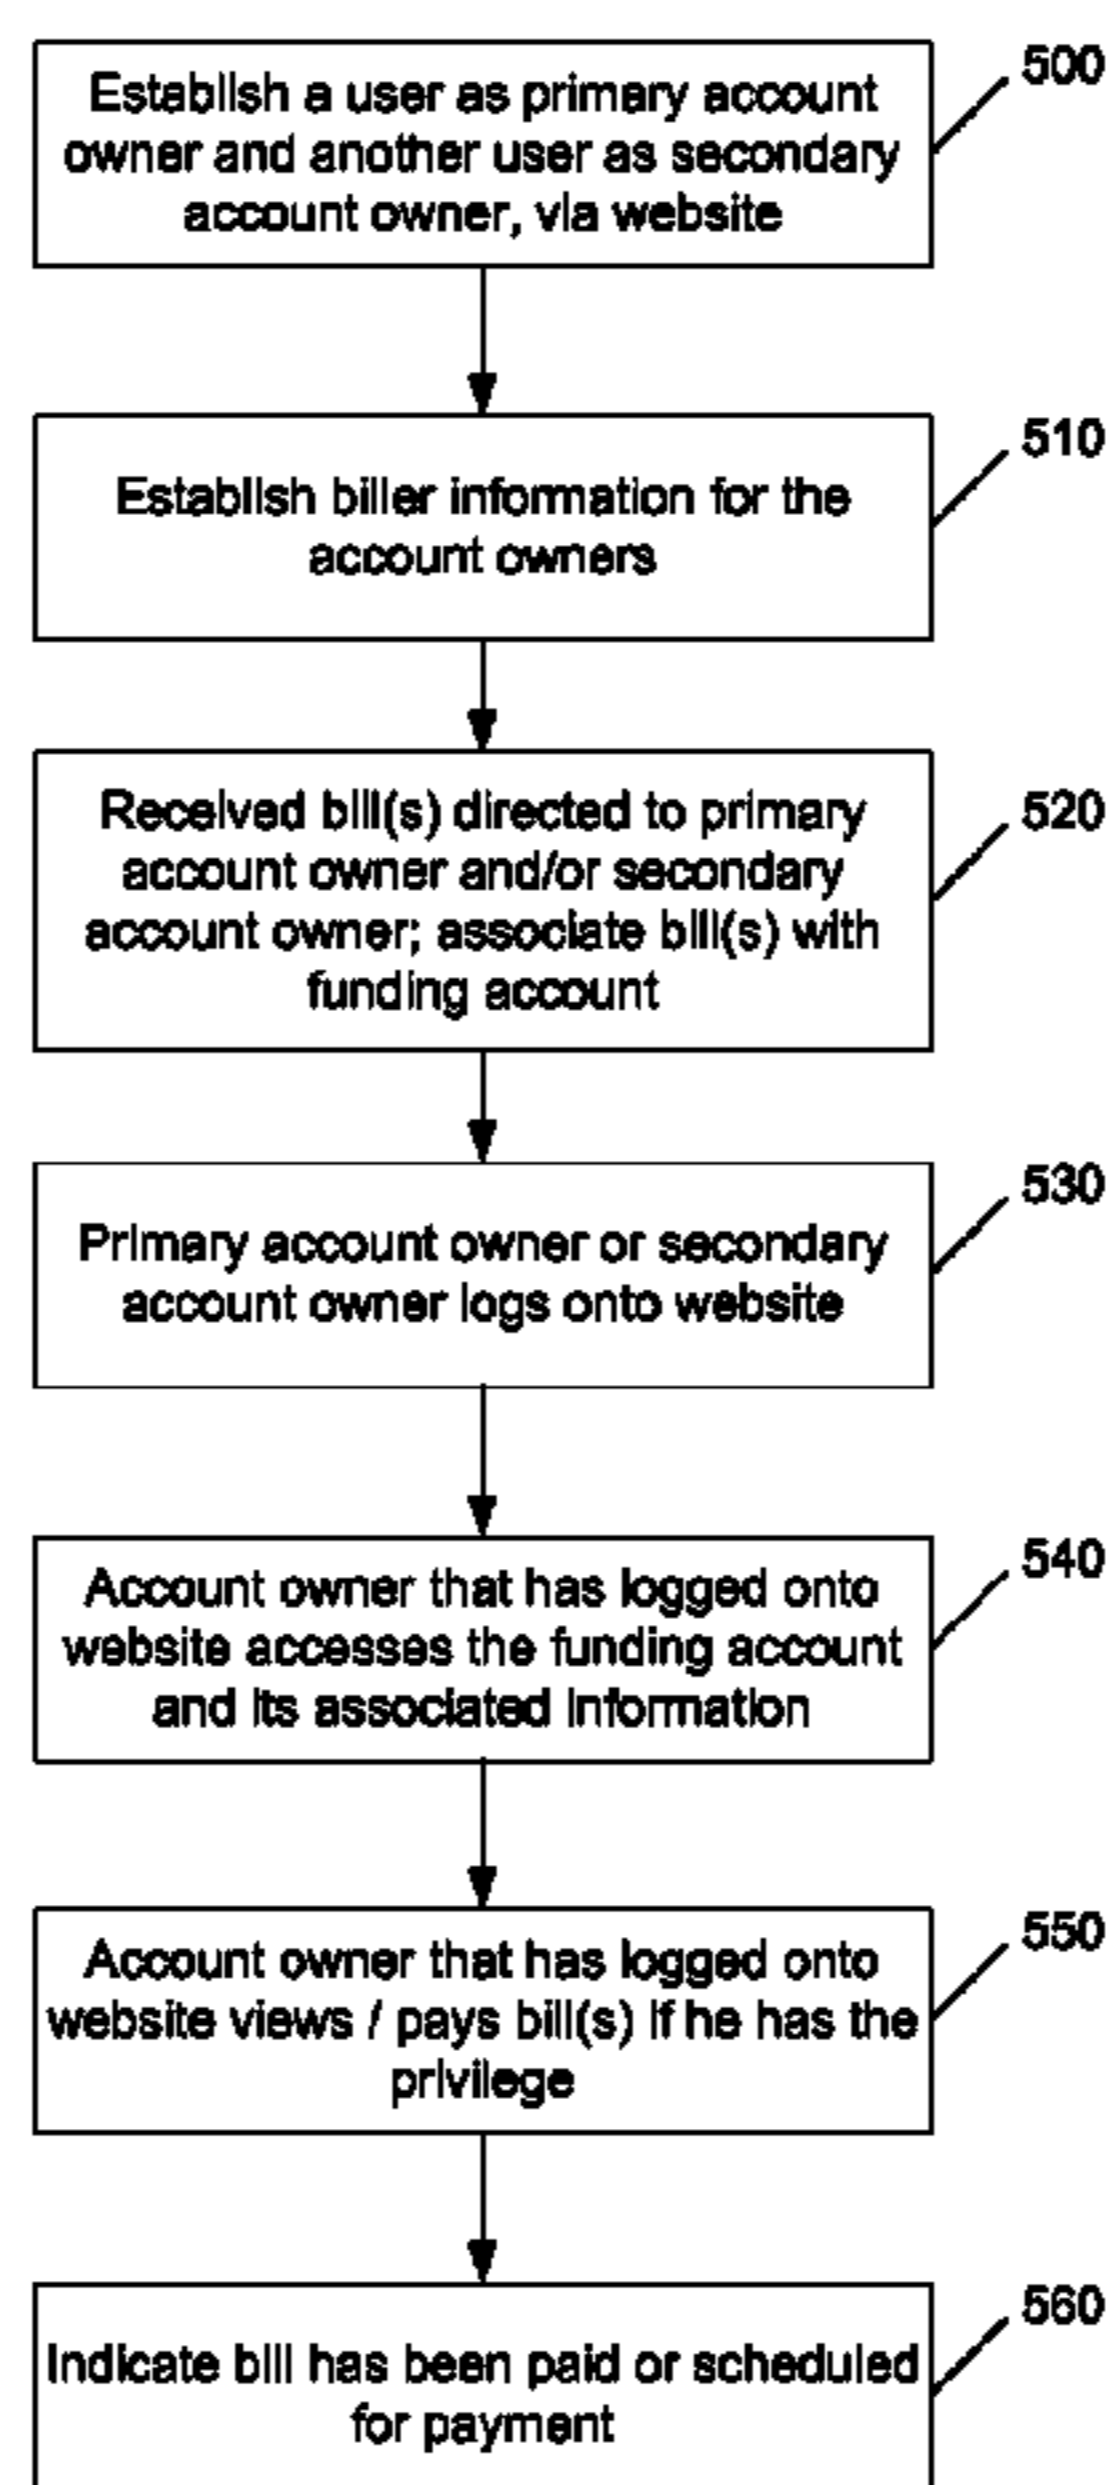 Establish a user as primary account
owner and another user as secondary
account owner, via website
500
Establish biller information for the
account owners
510
Received bill(s) directed to primary
account owner and/or secondary
account owner; associate bill(s) with
funding account
520
Primary account owner or secondary
account owner logs onto website
530
Account owner that has logged onto
website accesses the funding account
and its associated information
540
Account owner that has logged onto
website views / pays bill(s) if he has the
privilege
550
Indicate bill has been paid or scheduled
for payment
560